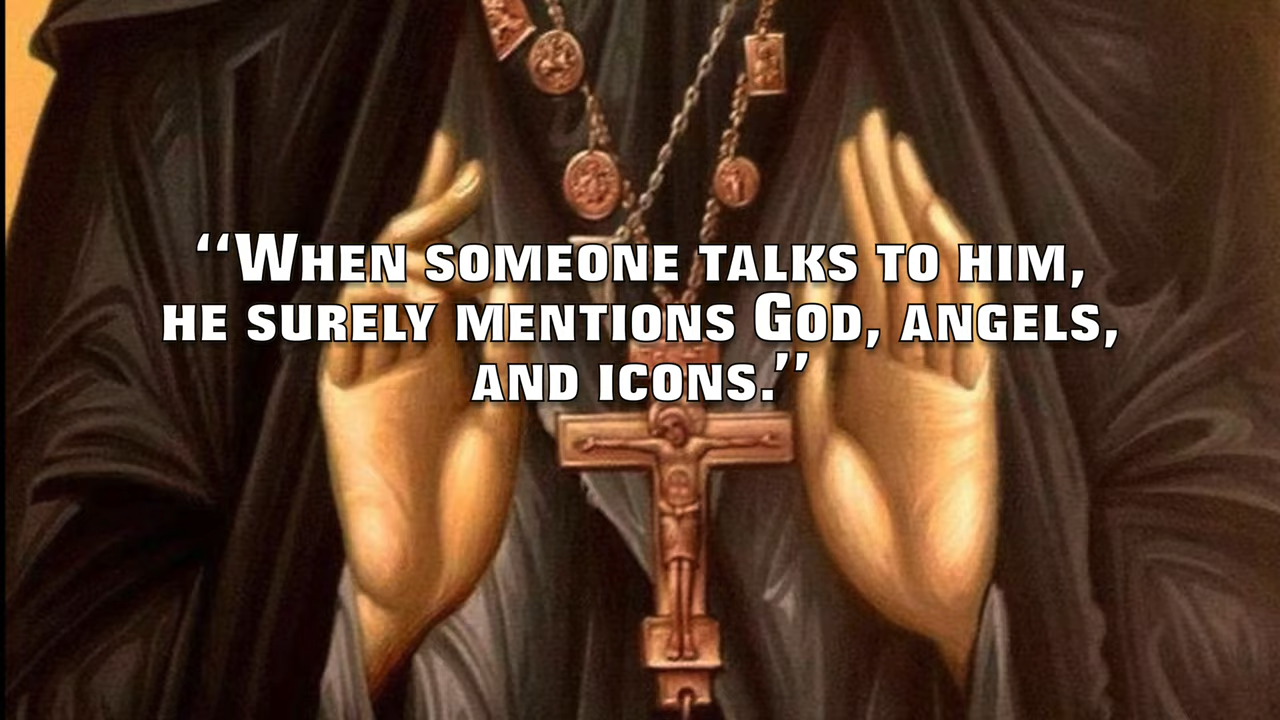 “When someone talks to him,
he surely mentions God, angels,
and icons.”